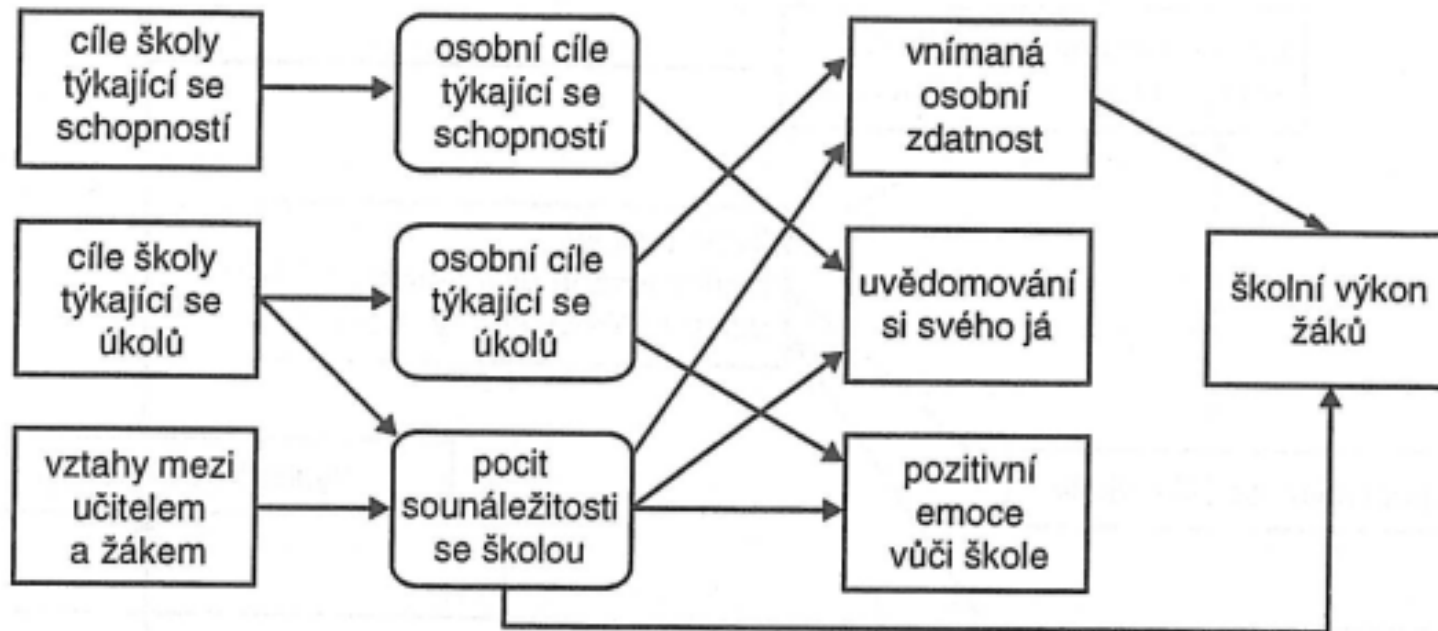 cíle školy
týkající se
schopností
osobní cíle
týkající se
schopností
vnímaná
osobní
zdatnost
cíle školy
týkající se
úkolů
osobní cíle
týkající se
úkolů
uvědomování
si svého já
školní výkon
žáků
vztahy mezi
učitelem
a žákem
pocit
sounáležitosti
se školou
pozitivní
emoce
vůči škole